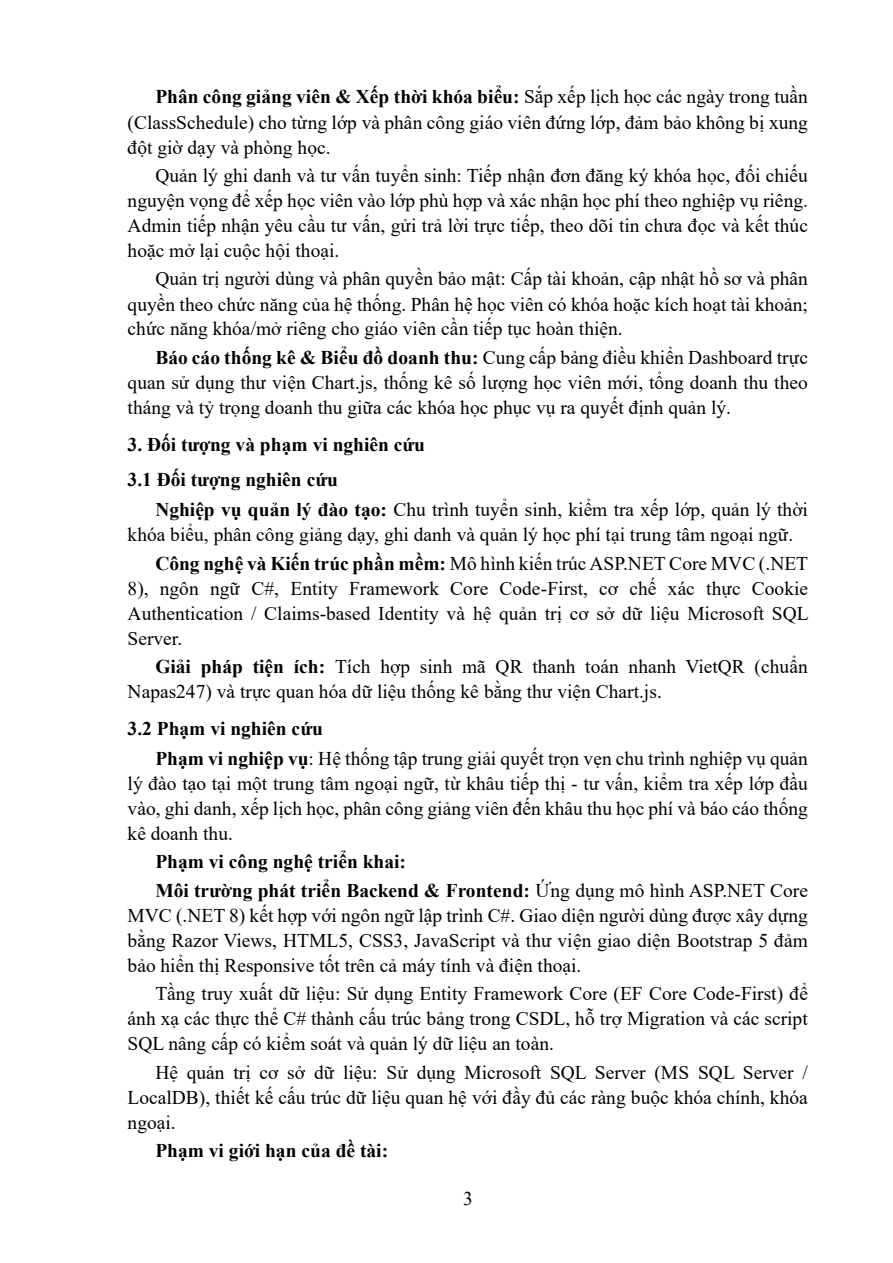 Phân công giảng viên & Xếp thời khóa biểu: Sắp xếp lịch học các ngày trong tuần
(ClassSchedule) cho từng lớp và phân công giáo viên đứng lớp, đảm bảo không bị xung
đột giờ dạy và phòng học.
Quản lý ghi danh và tư vấn tuyển sinh: Tiếp nhận đơn đăng ký khóa học, đối chiếu
nguyện vọng để xếp học viên vào lớp phù hợp và xác nhận học phí theo nghiệp vụ riêng.
Admin tiếp nhận yêu cầu tư vấn, gửi trả lời trực tiếp, theo dõi tin chưa đọc và kết thúc
hoặc mở lại cuộc hội thoại.
Quản trị người dùng và phân quyền bảo mật: Cấp tài khoản, cập nhật hồ sơ và phân
quyền theo chức năng của hệ thống. Phân hệ học viên có khóa hoặc kích hoạt tài khoản;
chức năng khóa/mở riêng cho giáo viên cần tiếp tục hoàn thiện.
Báo cáo thống kê & Biểu đồ doanh thu: Cung cấp bảng điều khiển Dashboard trực
quan sử dụng thư viện Chart.js, thống kê số lượng học viên mới, tổng doanh thu theo
tháng và tỷ trọng doanh thu giữa các khóa học phục vụ ra quyết định quản lý.
3. Đối tượng và phạm vi nghiên cứu
3.1 Đối tượng nghiên cứu
Nghiệp vụ quản lý đào tạo: Chu trình tuyển sinh, kiểm tra xếp lớp, quản lý thời
khóa biểu, phân công giảng dạy, ghi danh và quản lý học phí tại trung tâm ngoại ngữ.
Công nghệ và Kiến trúc phần mềm: Mô hình kiến trúc ASP.NET Core MVC (.NET
8), ngôn ngữ C#, Entity Framework Core Code-First, cơ chế xác thực Cookie
Authentication / Claims-based Identity và hệ quản trị cơ sở dữ liệu Microsoft SQL
Server.
Giải pháp tiện ích: Tích hợp sinh mã QR thanh toán nhanh VietQR (chuẩn
Napas247) và trực quan hóa dữ liệu thống kê bằng thư viện Chart.js.
3.2 Phạm vi nghiên cứu
Phạm vi nghiệp vụ: Hệ thống tập trung giải quyết trọn vẹn chu trình nghiệp vụ quản
lý đào tạo tại một trung tâm ngoại ngữ, từ khâu tiếp thị - tư vấn, kiểm tra xếp lớp đầu
vào, ghi danh, xếp lịch học, phân công giảng viên đến khâu thu học phí và báo cáo thống
kê doanh thu.
Phạm vi công nghệ triển khai:
Môi trường phát triển Backend & Frontend: Ứng dụng mô hình ASP.NET Core
MVC (.NET 8) kết hợp với ngôn ngữ lập trình C#. Giao diện người dùng được xây dựng
bằng Razor Views, HTML5, CSS3, JavaScript và thư viện giao diện Bootstrap 5 đảm
bảo hiển thị Responsive tốt trên cả máy tính và điện thoại.
Tầng truy xuất dữ liệu: Sử dụng Entity Framework Core (EF Core Code-First) để
ánh xạ các thực thể C# thành cấu trúc bảng trong CSDL, hỗ trợ Migration và các script
SQL nâng cấp có kiểm soát và quản lý dữ liệu an toàn.
Hệ quản trị cơ sở dữ liệu: Sử dụng Microsoft SQL Server (MS SQL Server /
LocalDB), thiết kế cấu trúc dữ liệu quan hệ với đầy đủ các ràng buộc khóa chính, khóa
ngoại.
Phạm vi giới hạn của đề tài:
3